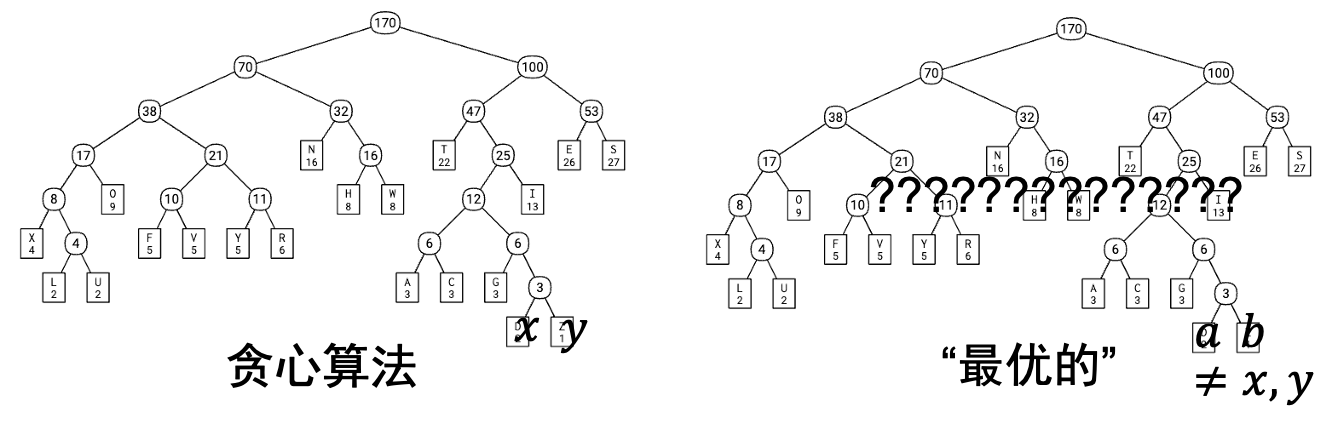 170
70 100
38 32 47 53
17 21 N 16 T 25 E S
16 22 26 27
8 O 10 11 H W 12 I
9 8 8 13
X 4 F V Y R 6 6
4 5 5 5 6
L U A C G 3
2 2 3 3 3
x y
1
贪心算法
170
70 100
38 32 47 53
17 21 N 16 T 25 E S
16 22 26 27
8 O 10 ?????????????? 11 H W 12 I
9 8 8 13
X 4 F V Y R 6 6
4 5 5 5 6
L U A C G 3
2 2 3 3 3
a b
“最优的”
≠ x, y